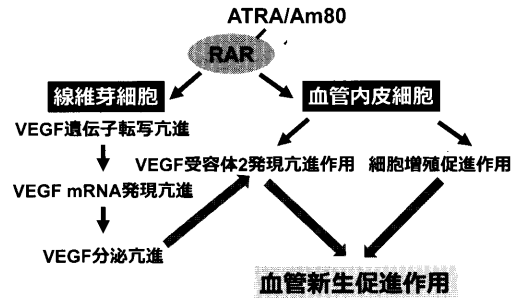 ATRA/Am80
RAR
線維芽細胞
血管内皮細胞
VEGF遺伝子転写亢進
VEGF受容体2発現亢進作用
細胞増殖促進作用
VEGF mRNA発現亢進
VEGF分泌亢進
血管新生促進作用